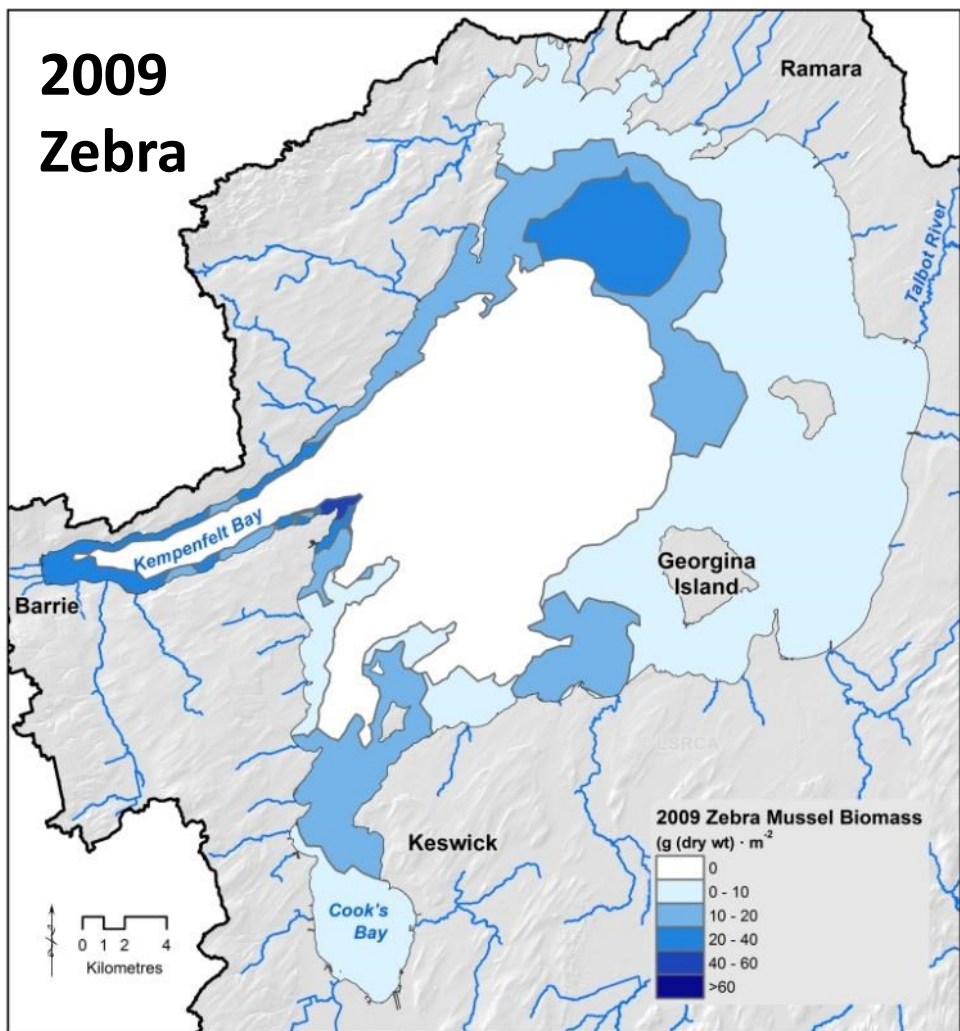 2009
Zebra
Ramara
Talbot River
Kempenfelt Bay
Barrie
Georgina
Island
LSRCA
Keswick
Cook's
Bay
0 1 2 4
Kilometres
2009 Zebra Mussel Biomass
(g (dry wt) · m⁻²
0
0 - 10
10 - 20
20 - 40
40 - 60
>60